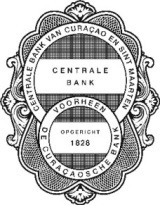 CENTRALE BANK VAN CURAÇAO EN SINT MAARTEN
CENTRALE
BANK
VOORHEEN
OPGERICHT
1828
DE CURAÇAOSCHE BANK